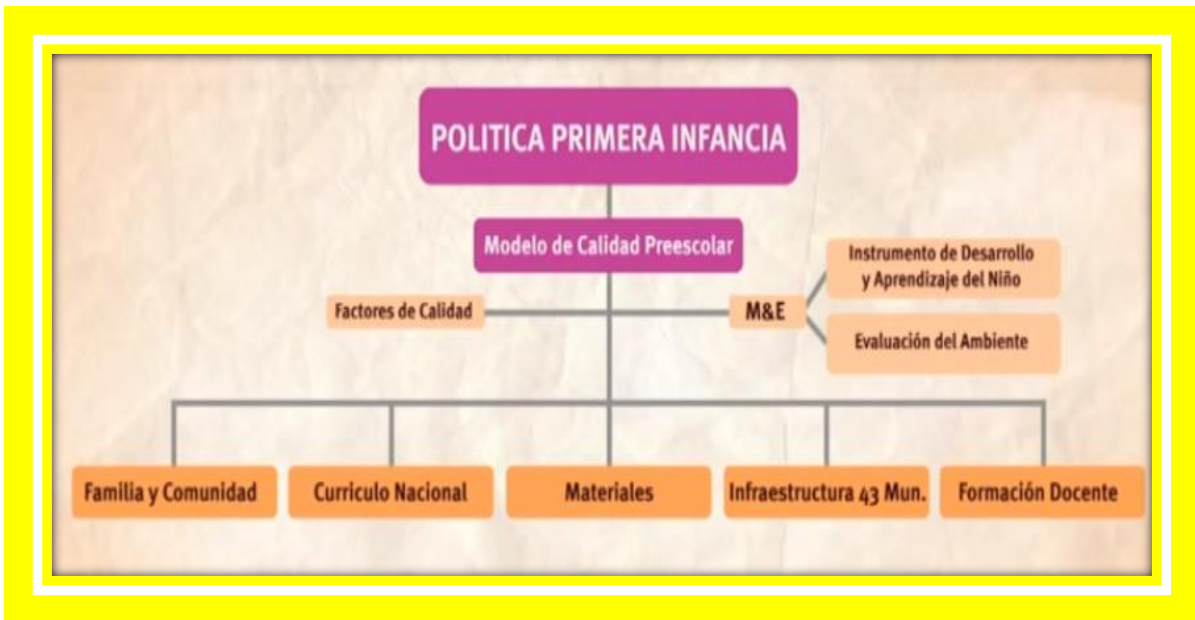 POLITICA PRIMERA INFANCIA
Modelo de Calidad Preescolar
Instrumento de Desarrollo
y Aprendizaje del Niño
Factores de Calidad
M&E
Evaluación del Ambiente
Familia y Comunidad
Curriculo Nacional
Materiales
Infraestructura 43 Mun.
Formación Docente